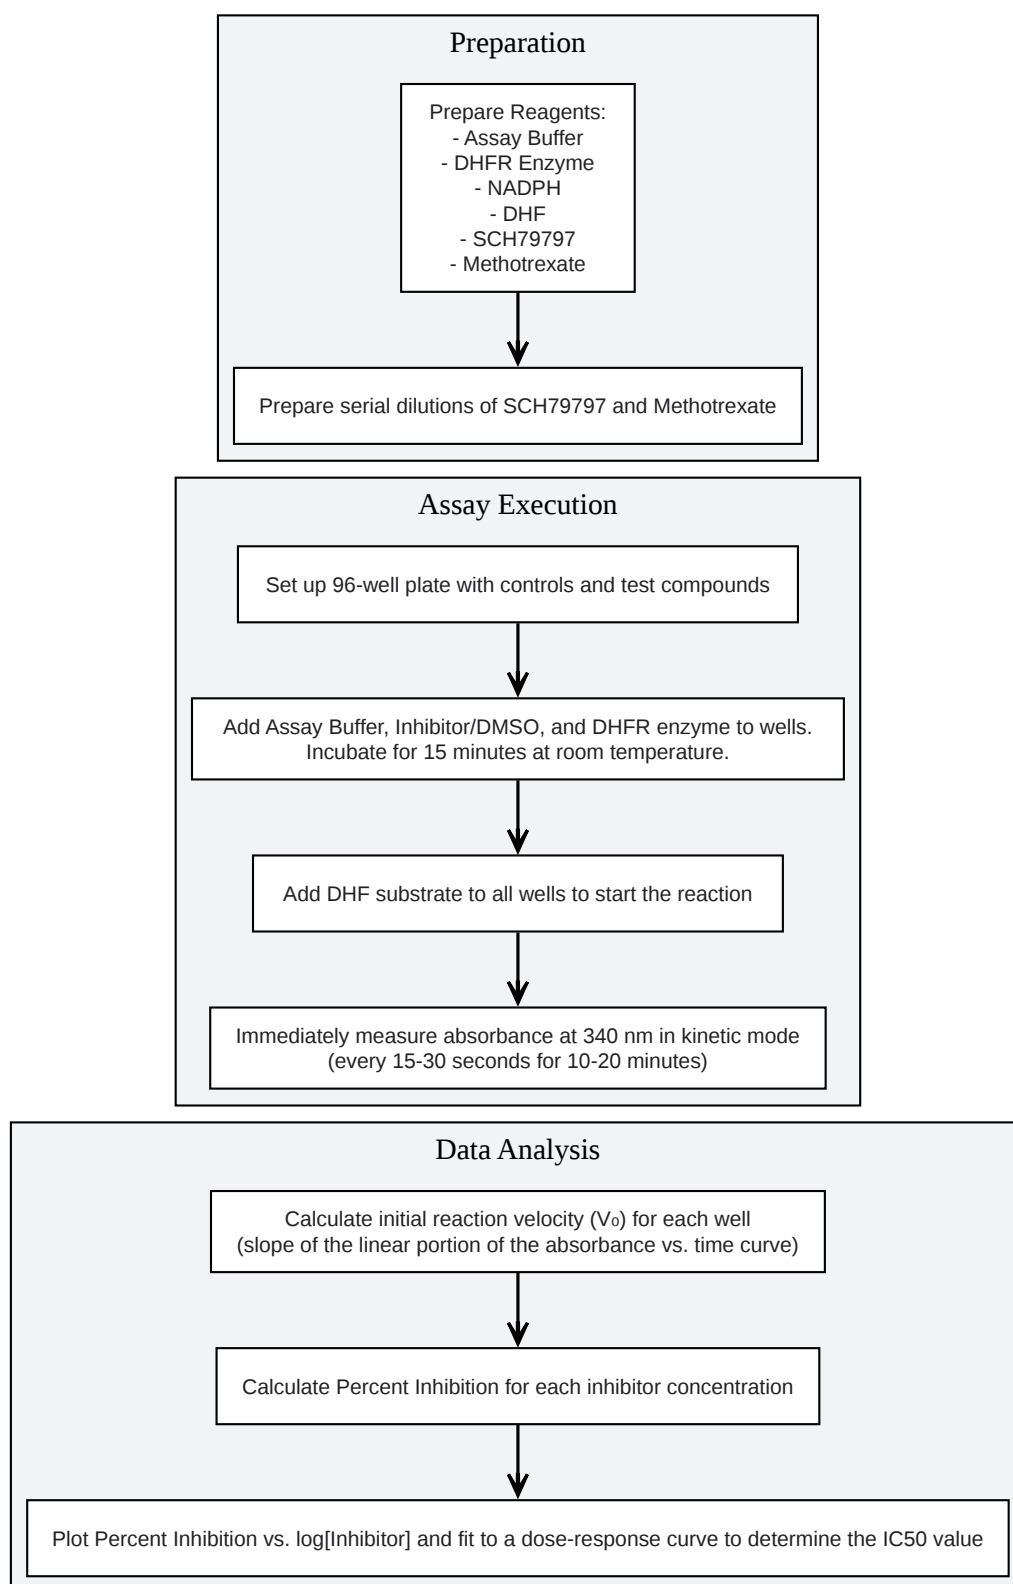 Preparation
Prepare Reagents:
- Assay Buffer
- DHFR Enzyme
- NADPH
- DHF
- SCH79797
- Methotrexate
Prepare serial dilutions of SCH79797 and Methotrexate
Assay Execution
Set up 96-well plate with controls and test compounds
Add Assay Buffer, Inhibitor/DMSO, and DHFR enzyme to wells.
Incubate for 15 minutes at room temperature.
Add DHF substrate to all wells to start the reaction
Immediately measure absorbance at 340 nm in kinetic mode
(every 15-30 seconds for 10-20 minutes)
Data Analysis
Calculate initial reaction velocity (V₀) for each well
(slope of the linear portion of the absorbance vs. time curve)
Calculate Percent Inhibition for each inhibitor concentration
Plot Percent Inhibition vs. log[Inhibitor] and fit to a dose-response curve to determine the IC50 value